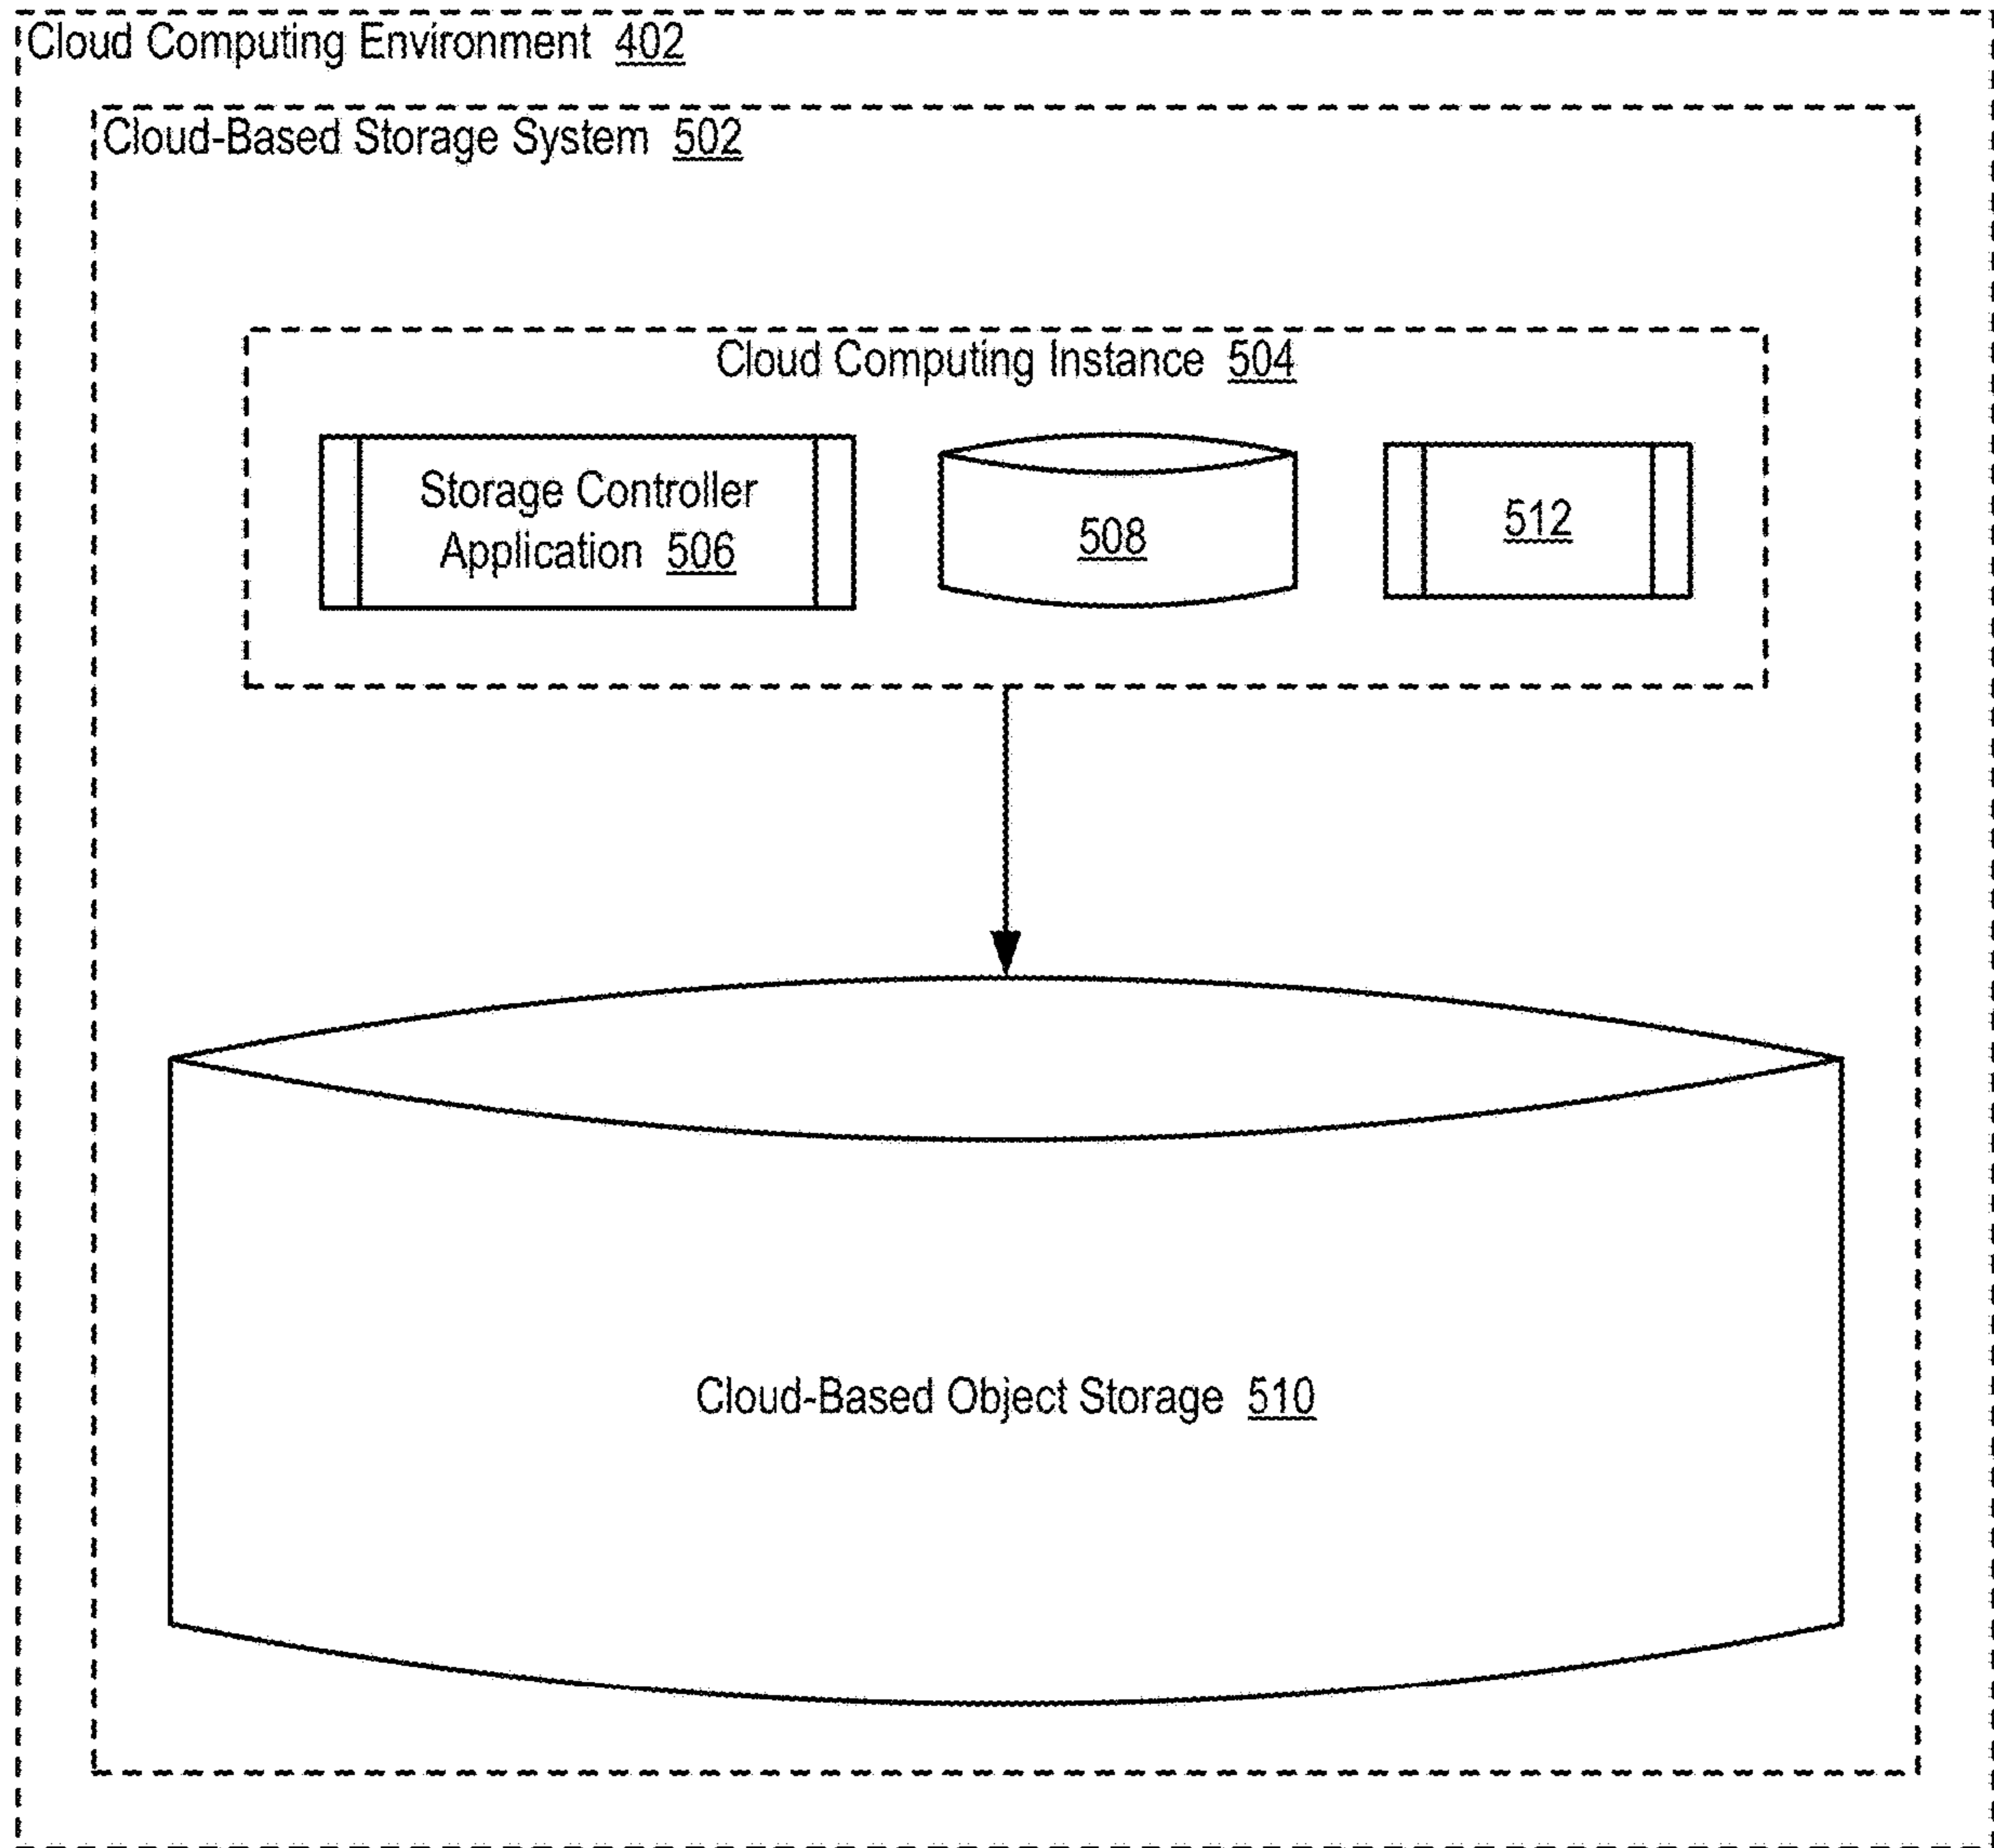 Cloud Computing Environment 402
Cloud-Based Storage System 502
Cloud Computing Instance 504
Storage Controller
Application 506
508
512
Cloud-Based Object Storage 510